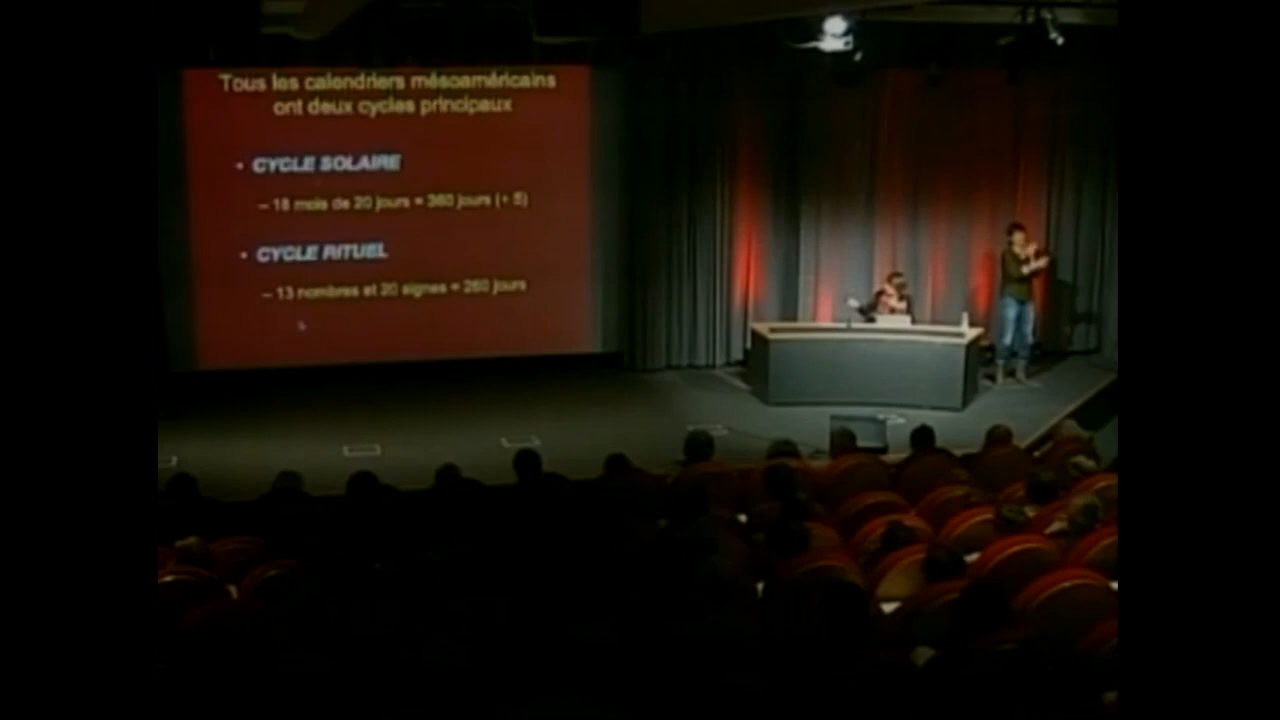 Tous les calendriers mésoaméricains
ont deux cycles principaux
• CYCLE SOLAIRE
– 18 mois de 20 jours = 360 jours (+ 5)
• CYCLE RITUEL
– 13 nombres et 20 signes = 260 jours